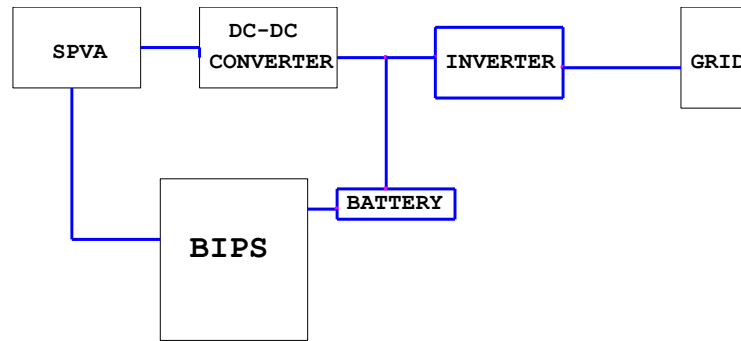 SPVA
DC-DC
CONVERTER
INVERTER
GRID
BATTERY
BIPS